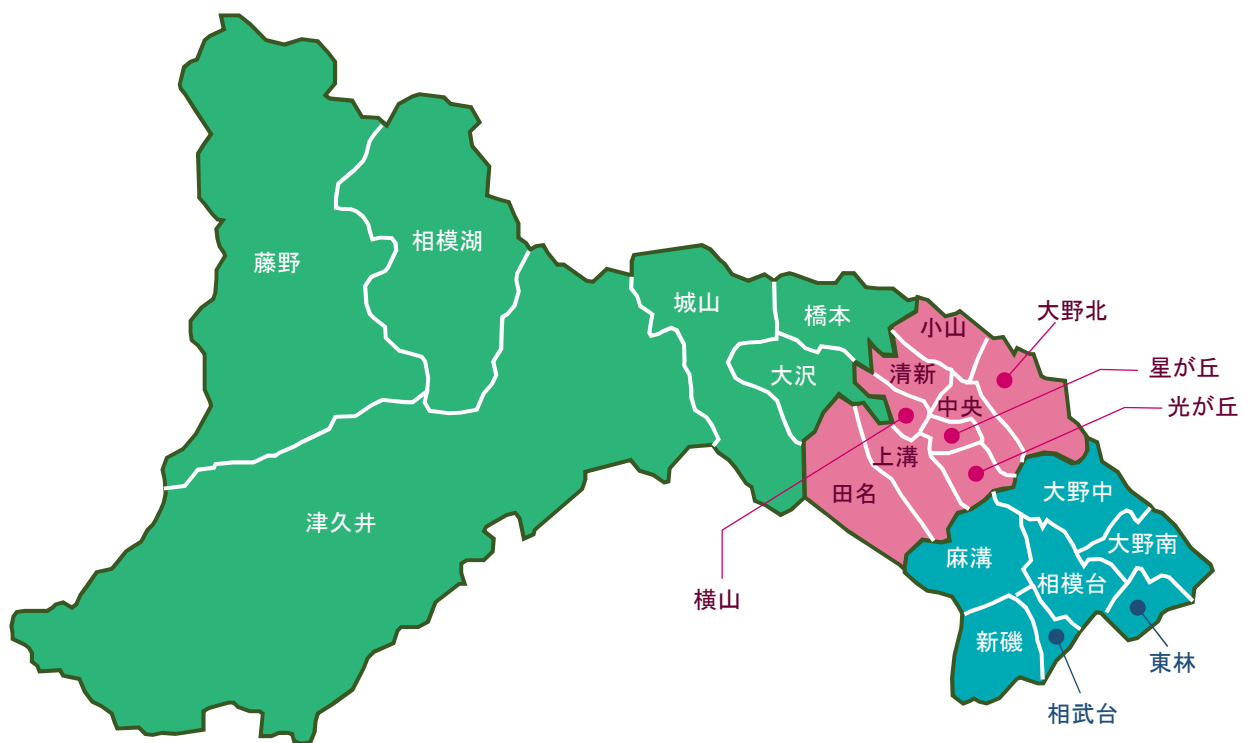 相模湖
藤野
城山
橋本
小山
大野北
大沢
清新
星が丘
中央
光が丘
上溝
田名
大野中
津久井
麻溝
大野南
相模台
横山
新磯
東林
相武台